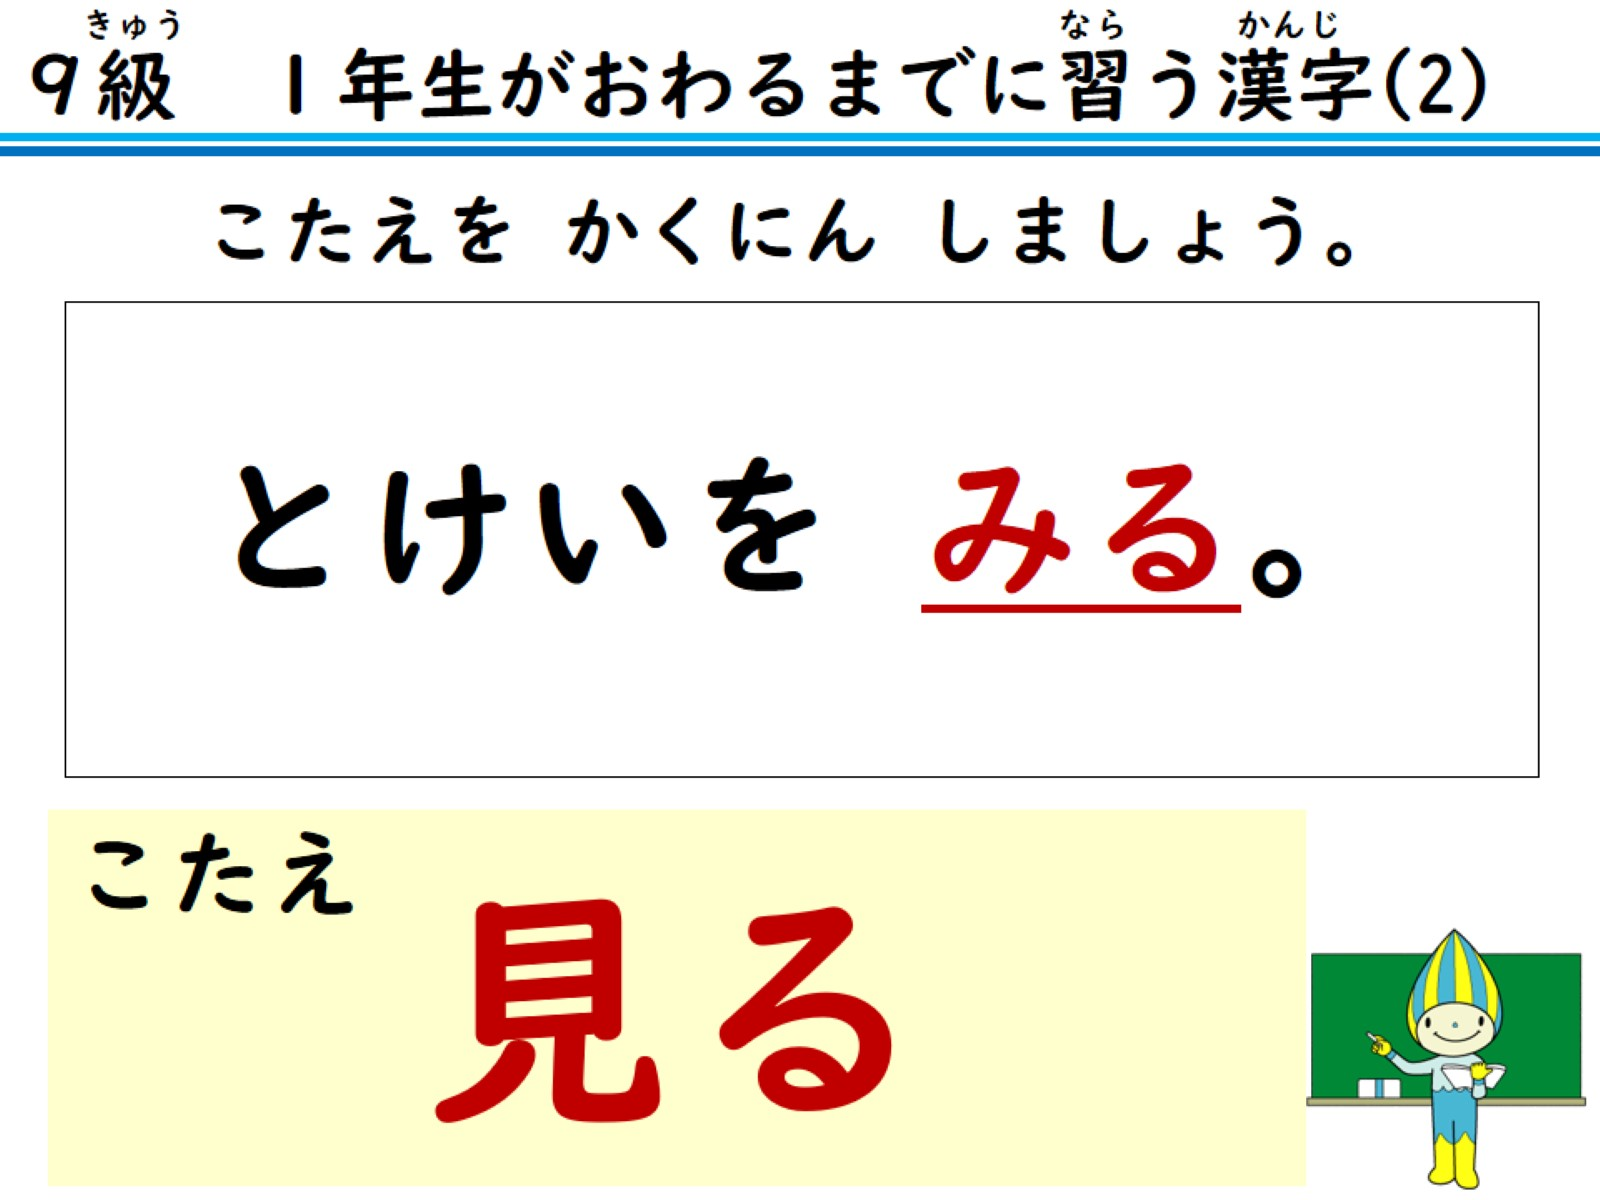 きゅう なら かんじ
9級 1年生がおわるまでに習う漢字(2)
こたえを かくにん しましょう。
とけいを みる。
こたえ
見る